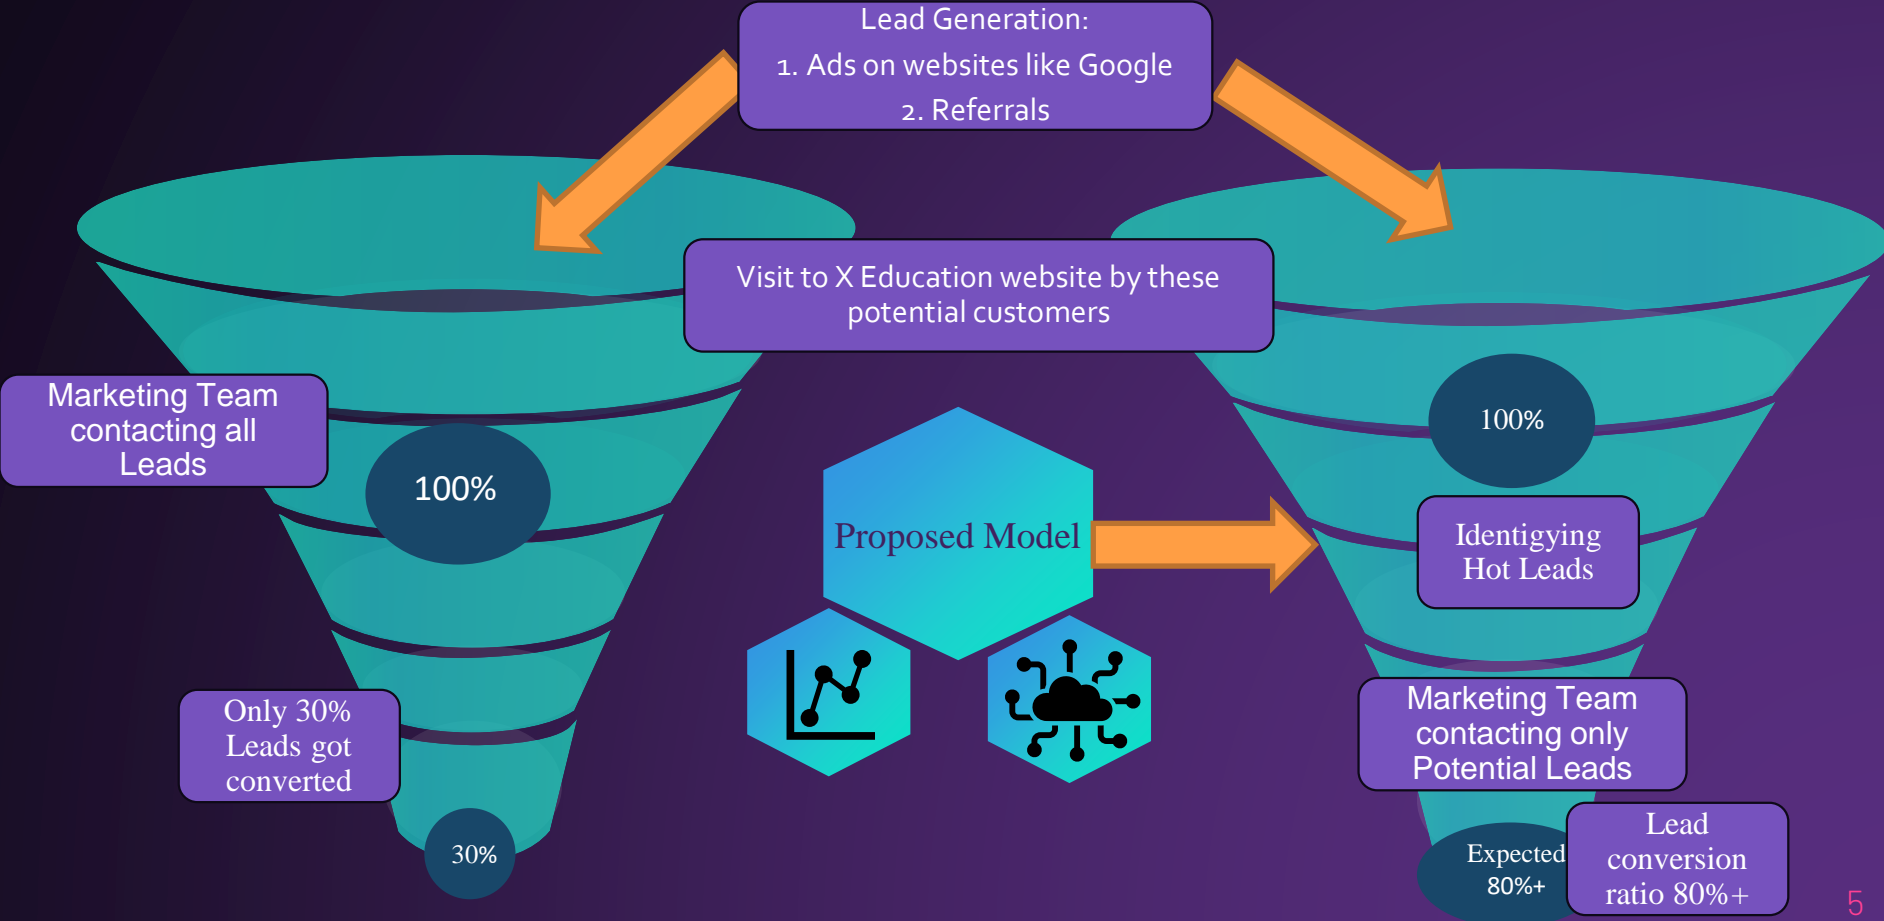 Lead Generation:
1. Ads on websites like Google
2. Referrals
Visit to X Education website by these
potential customers
Marketing Team
contacting all
Leads
100%
Only 30%
Leads got
converted
30%
Proposed Model
100%
Identigying
Hot Leads
Marketing Team
contacting only
Potential Leads
Expected
80%+
Lead
conversion
ratio 80%+
5